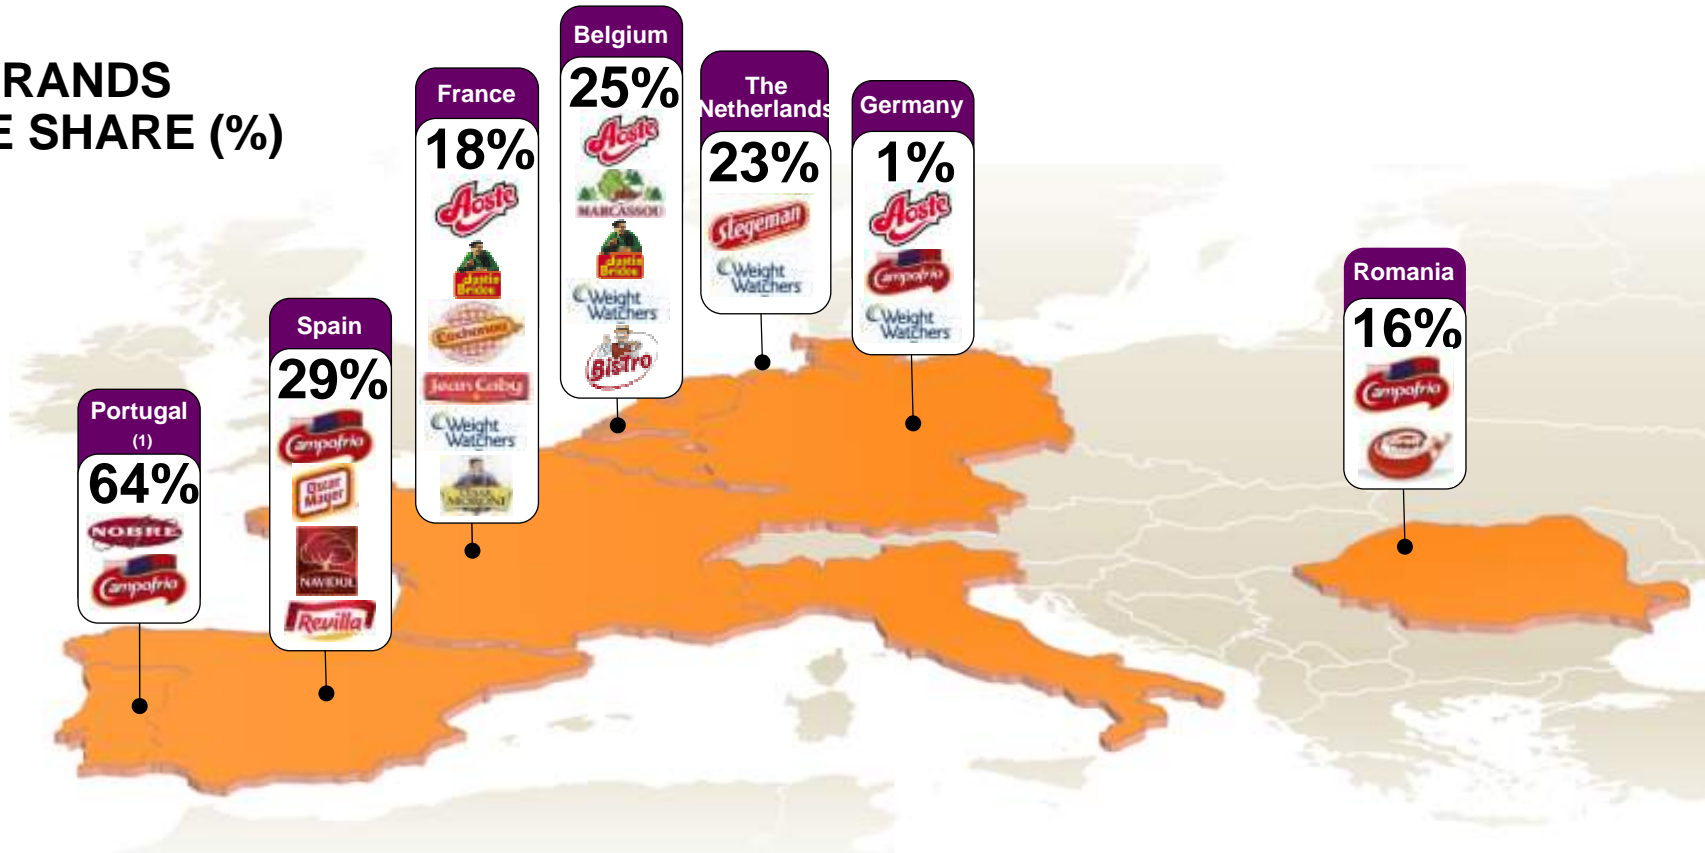 RANDS
E SHARE (%)
Portugal
(1)
64%
NOBRE
Campofrio
Spain
29%
Campofrio
Oscar
Mayer
NAVIDUL
Revilla
France
18%
Aoste
Justin
Bridou
Cochonou
Jean Caby
Weight
Watchers
MORONI
Belgium
25%
Aoste
MARCASSOU
Justin
Bridou
Weight
Watchers
BisTro
The
Netherlands
23%
Stegeman
Weight
Watchers
Germany
1%
Aoste
Campofrio
Weight
Watchers
Romania
16%
Campofrio